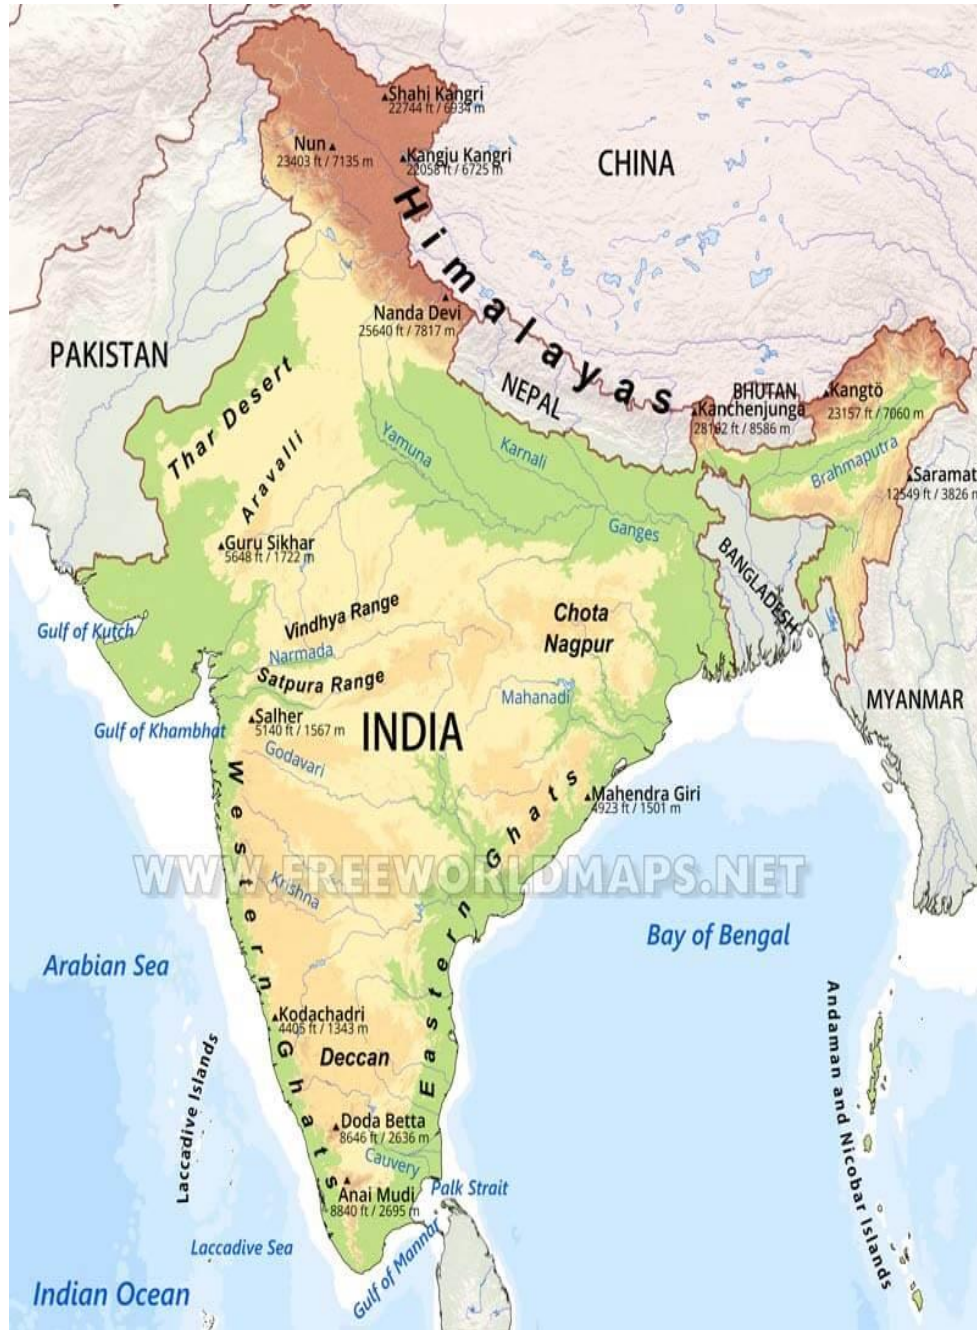 Shahi Kangri
22744 ft / 6934 m
Nun
23403 ft / 7135 m
Kangju Kangri
22058 ft / 6725 m
CHINA
Himalayas
Nanda Devi
25640 ft / 7817 m
PAKISTAN
NEPAL
BHUTAN
Kangtö
23157 ft / 7060 m
Kanchenjunga
28162 ft / 8586 m
Thar Desert
Aravalli
Yamuna
Karnali
Brahmaputra
Saramat
12549 ft / 3826 m
Ganges
Guru Sikhar
5648 ft / 1722 m
BANGLADESH
Vindhya Range
Chota
Nagpur
Gulf of Kutch
Narmada
Satpura Range
Mahanadi
MYANMAR
Salher
5140 ft / 1567 m
Gulf of Khambhat
INDIA
Godavari
Western Ghats
Mahendra Giri
4923 ft / 1501 m
Eastern Ghats
WWW.FREEWORLDMAPS.NET
Krishna
Bay of Bengal
Arabian Sea
Kodachadri
4405 ft / 1343 m
Deccan
Laccadive Islands
Andaman and Nicobar Islands
Doda Betta
8646 ft / 2636 m
Cauvery
Anai Mudi
8840 ft / 2695 m
Palk Strait
Laccadive Sea
Gulf of Mannar
Indian Ocean